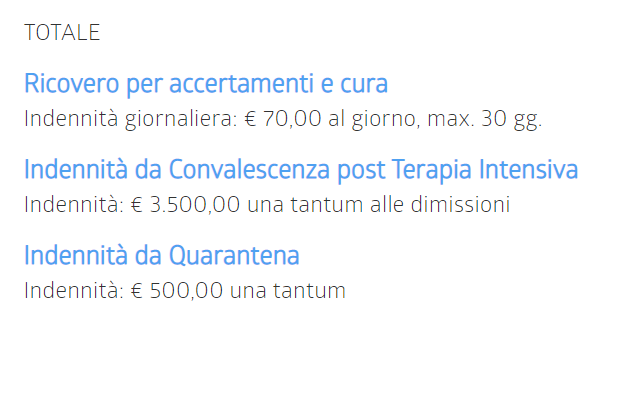 TOTALE
Ricovero per accertamenti e cura
Indennità giornaliera: € 70,00 al giorno, max. 30 gg.
Indennità da Convalescenza post Terapia Intensiva
Indennità: € 3.500,00 una tantum alle dimissioni
Indennità da Quarantena
Indennità: € 500,00 una tantum